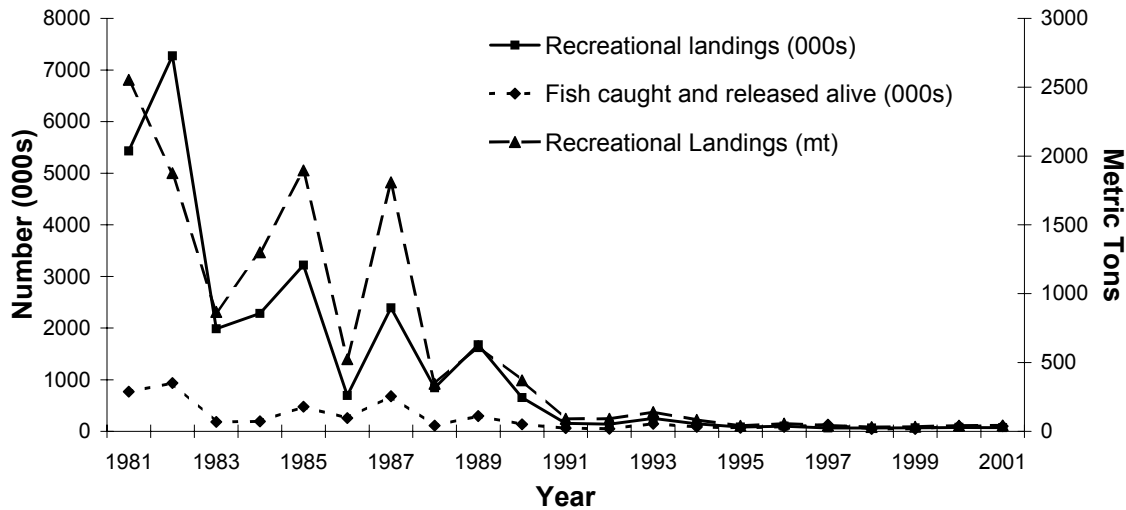 8000
7000
6000
5000
4000
3000
2000
1000
0
Number (000s)
Recreational landings (000s)
Fish caught and released alive (000s)
Recreational Landings (mt)
3000
2500
2000
1500
1000
500
0
Metric Tons
1981 1983 1985 1987 1989 1991 1993 1995 1997 1999 2001
Year